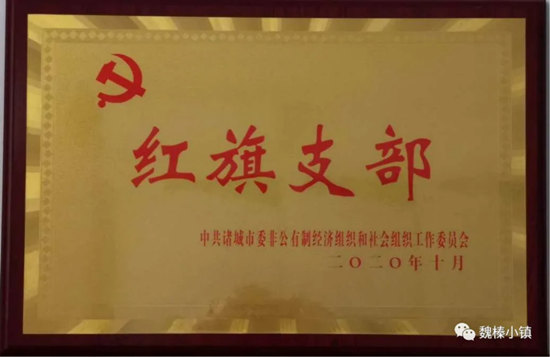 红旗支部
中共诸城市委非公有制经济组织和社会组织工作委员会
二〇二〇年十月
魏榛小镇